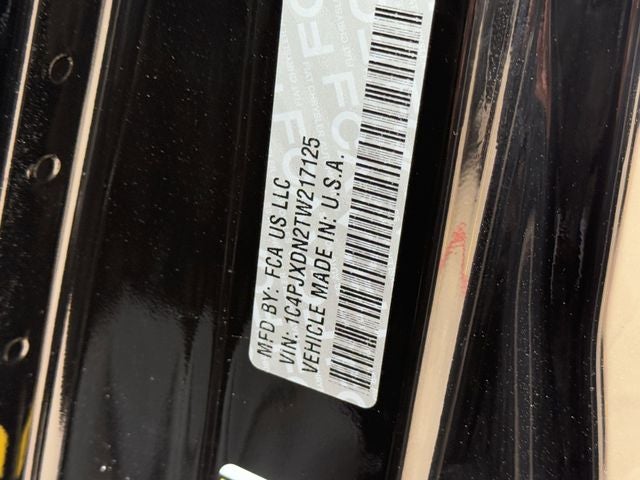 MFD BY: FCA US LLC
VIN: 1C4PJXDN2TW217125
VEHICLE MADE IN: U.S.A.